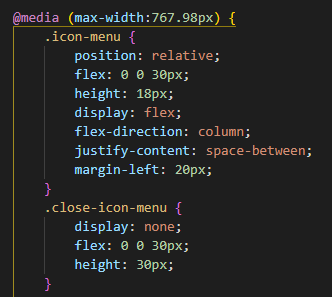 @media (max-width:767.98px) {
.icon-menu {
position: relative;
flex: 0 0 30px;
height: 18px;
display: flex;
flex-direction: column;
justify-content: space-between;
margin-left: 20px;
}
.close-icon-menu {
display: none;
flex: 0 0 30px;
height: 30px;
}